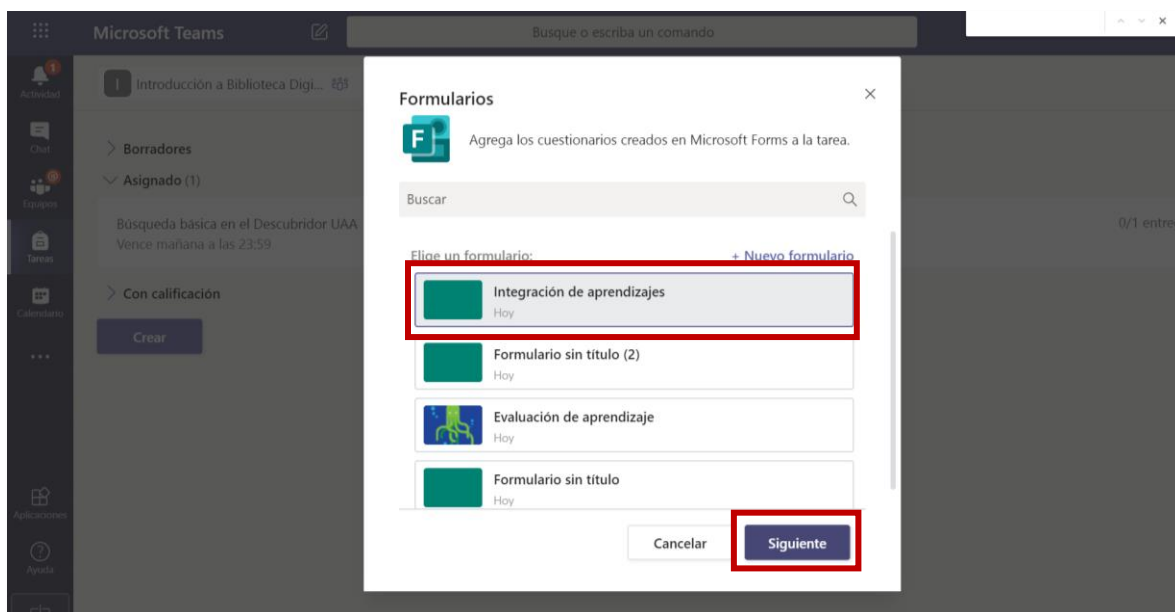 Microsoft Teams
Busque o escriba un comando
Actividad
Chat
Equipos
Tareas
Calendario
Aplicaciones
Ayuda
I Introducción a Biblioteca Digi...
Borradores
Asignado (1)
Búsqueda básica en el Descubridor UAA
Vence mañana a las 23:59
0/1 entre
Con calificación
Crear
Formularios
F
Agrega los cuestionarios creados en Microsoft Forms a la tarea.
Buscar
Elige un formulario: + Nuevo formulario
Integración de aprendizajes
Hoy
Formulario sin título (2)
Hoy
Evaluación de aprendizaje
Hoy
Formulario sin título
Hoy
Cancelar Siguiente